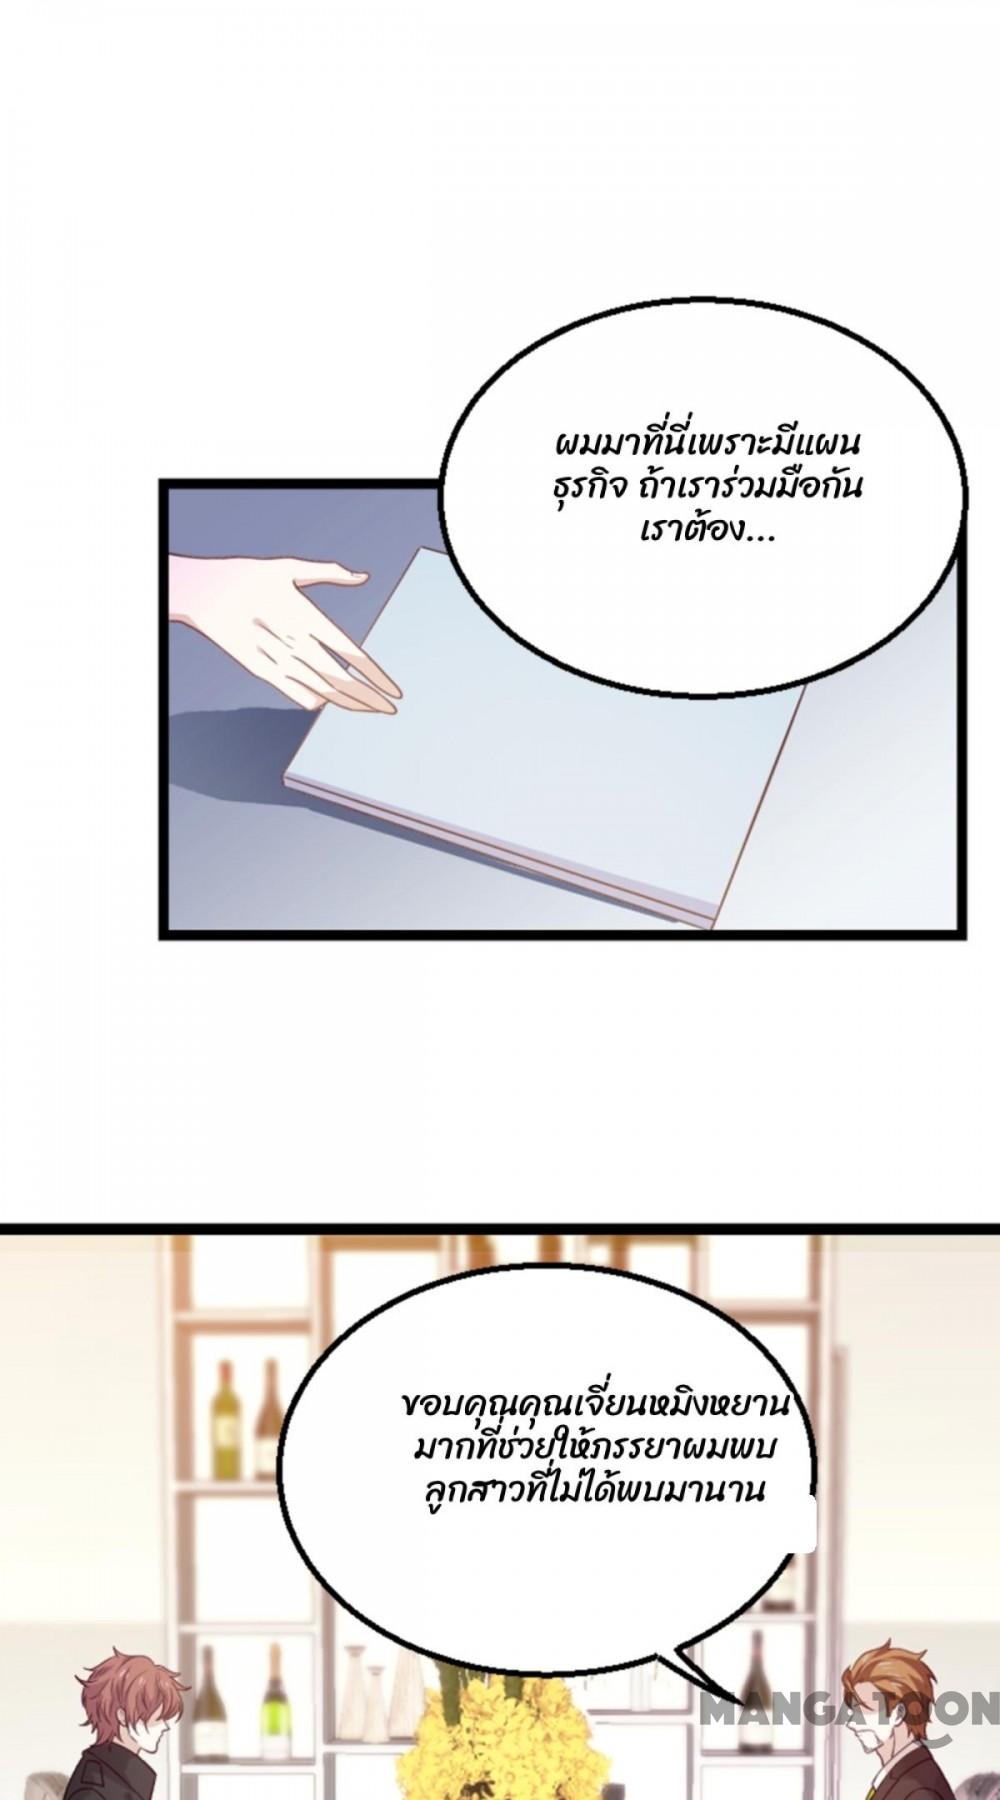 ผมมาที่นี่เพราะมีแผน
ธุรกิจ ถ้าเราร่วมมือกัน
เราต้อง...
ขอบคุณคุณเจี่ยนหมิงหยาน
มากที่ช่วยให้ภรรยาผมพบ
ลูกสาวที่ไม่ได้พบมานาน
MANGATOON